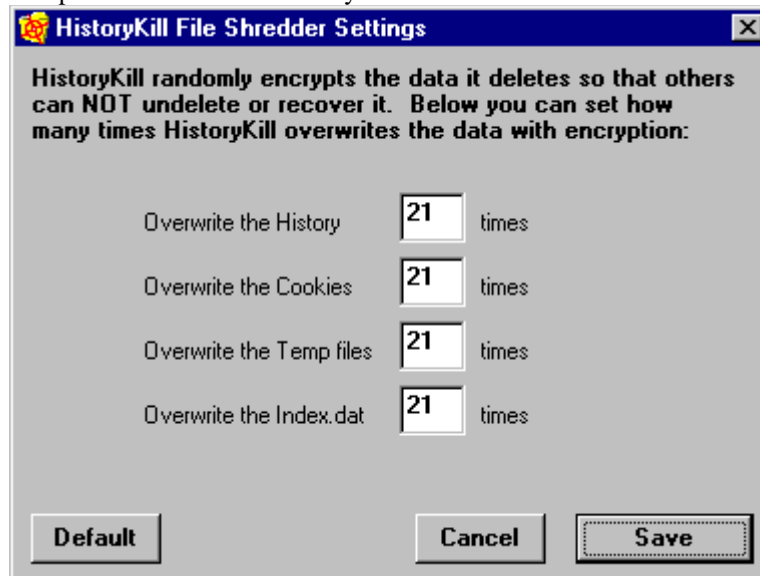 HistoryKill File Shredder Settings
HistoryKill randomly encrypts the data it deletes so that others
can NOT undelete or recover it.  Below you can set how
many times HistoryKill overwrites the data with encryption:
Overwrite the History 21 times
Overwrite the Cookies 21 times
Overwrite the Temp files 21 times
Overwrite the Index.dat 21 times
Default Cancel Save